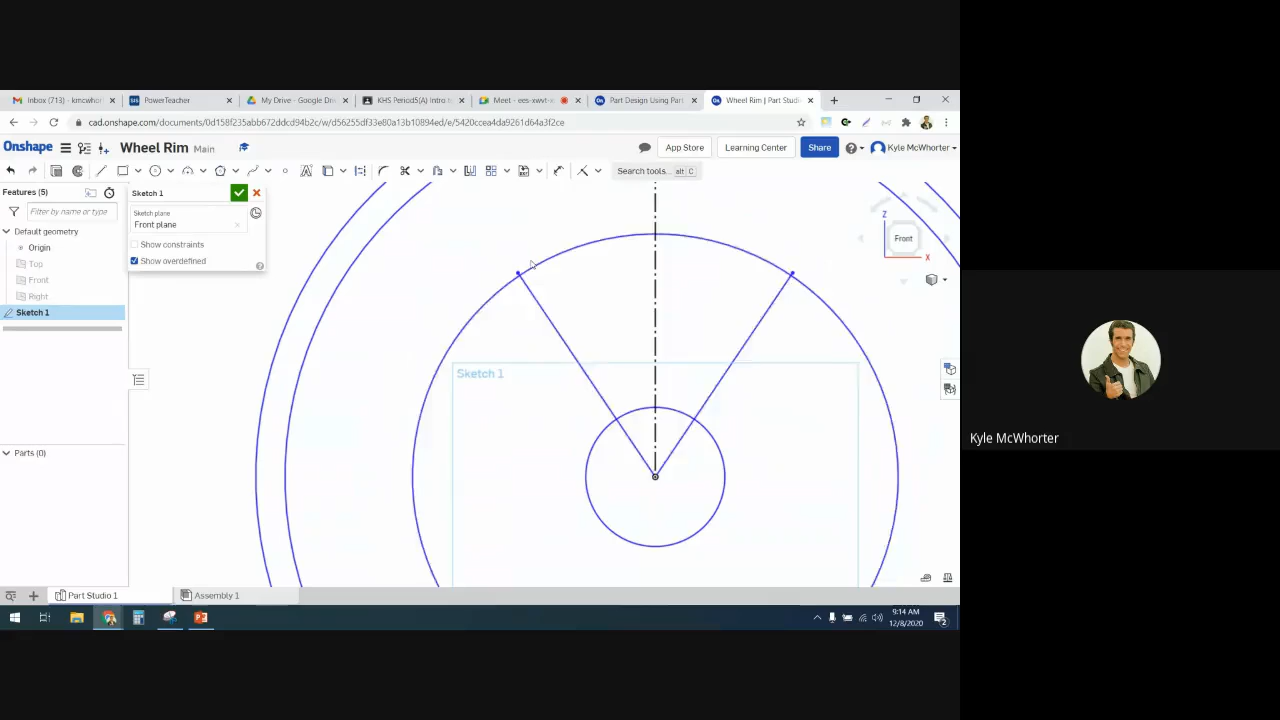 Inbox (713) - kmcwhor
PowerTeacher
My Drive - Google Dri
KHS Period5(A) Intro to
Meet - ees-xwvt-x
Part Design Using Part
Wheel Rim | Part Studio
cad.onshape.com/documents/0d158f235abb672ddcd94b2c/w/d56255df33e80a13b10894ed/e/5420ccea4da9261d64a3f2ce
Onshape
Wheel Rim Main
App Store
Learning Center
Share
Kyle McWhorter
Search tools... alt C
Features (5)
Filter by name or type
Default geometry
Origin
Top
Front
Right
Sketch 1
Parts (0)
Sketch 1
Sketch plane
Front plane
Show constraints
Show overdefined
Sketch 1
Z
Front
X
Part Studio 1
Assembly 1
9:14 AM
12/8/2020
2
Kyle McWhorter